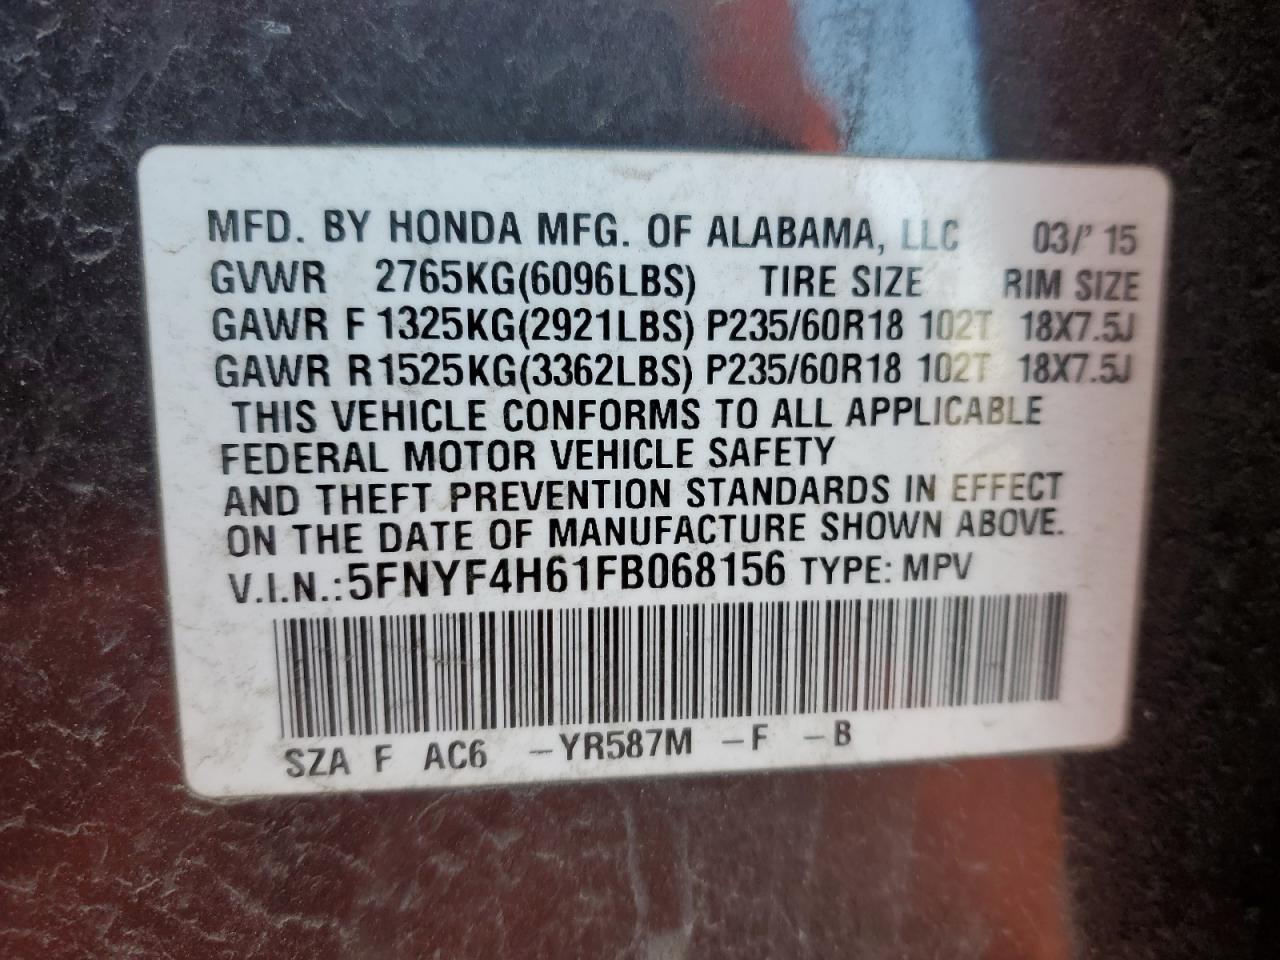 MFD. BY HONDA MFG. OF ALABAMA, LLC 03/' 15
GVWR 2765KG(6096LBS) TIRE SIZE RIM SIZE
GAWR F 1325KG(2921LBS) P235/60R18 102T 18X7.5J
GAWR R 1525KG(3362LBS) P235/60R18 102T 18X7.5J
THIS VEHICLE CONFORMS TO ALL APPLICABLE
FEDERAL MOTOR VEHICLE SAFETY
AND THEFT PREVENTION STANDARDS IN EFFECT
ON THE DATE OF MANUFACTURE SHOWN ABOVE.
V.I.N.:5FNYF4H61FB068156 TYPE: MPV
SZA F AC6 -YR587M -F -B